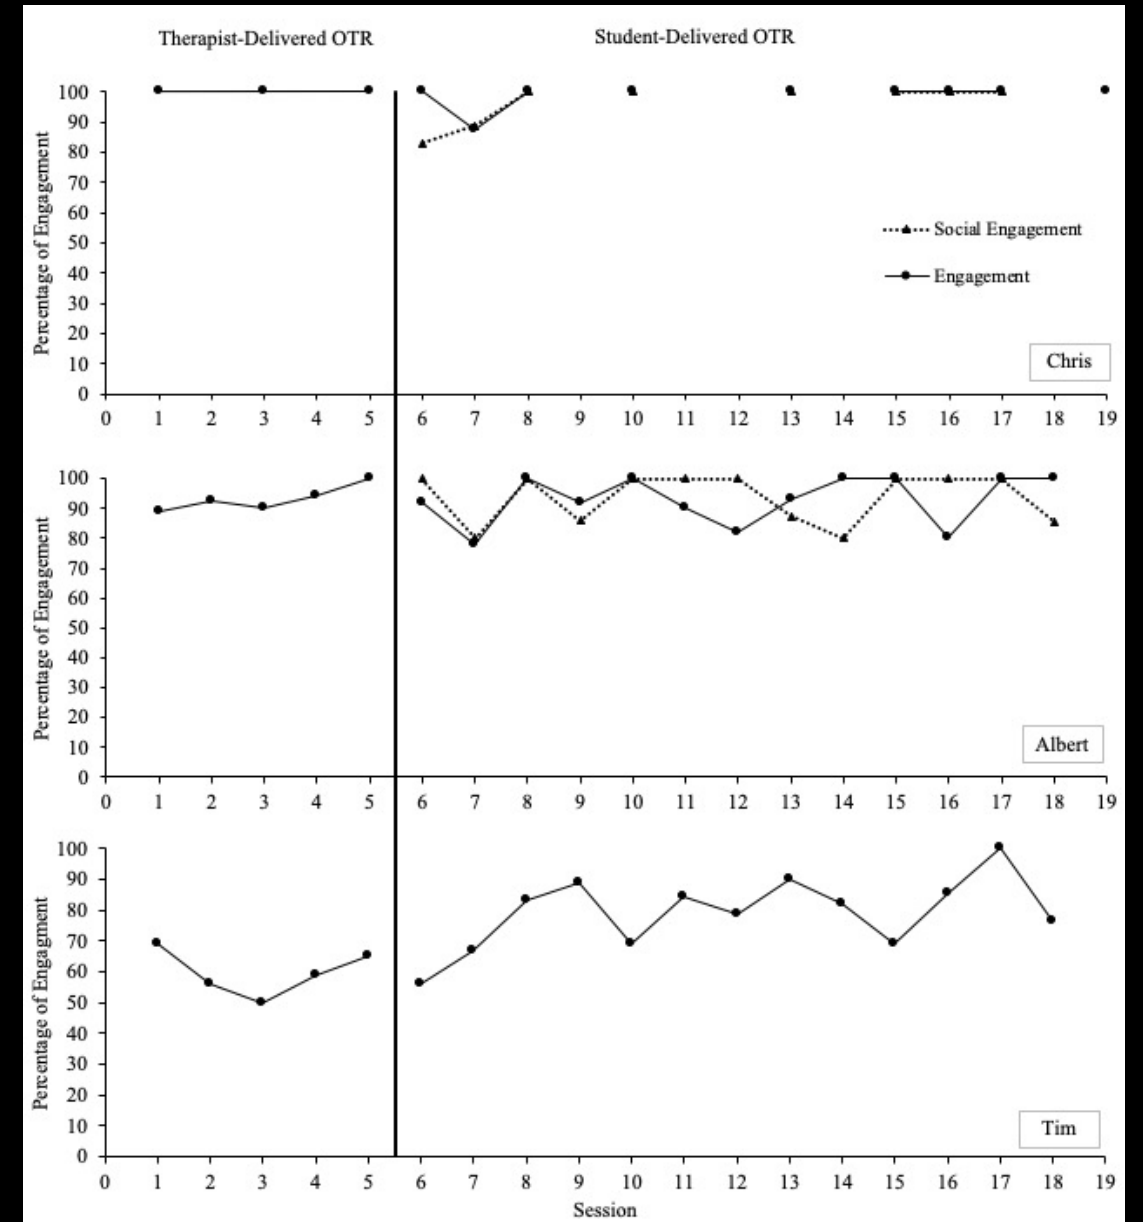 Therapist-Delivered OTR
Student-Delivered OTR
Percentage of Engagement
100
90
80
70
60
50
40
30
20
10
0
Social Engagement
Engagement
Chris
0 1 2 3 4 5 6 7 8 9 10 11 12 13 14 15 16 17 18 19
Percentage of Engagement
100
90
80
70
60
50
40
30
20
10
0
Albert
0 1 2 3 4 5 6 7 8 9 10 11 12 13 14 15 16 17 18 19
Percentage of Engagment
100
90
80
70
60
50
40
30
20
10
0
Tim
0 1 2 3 4 5 6 7 8 9 10 11 12 13 14 15 16 17 18 19
Session